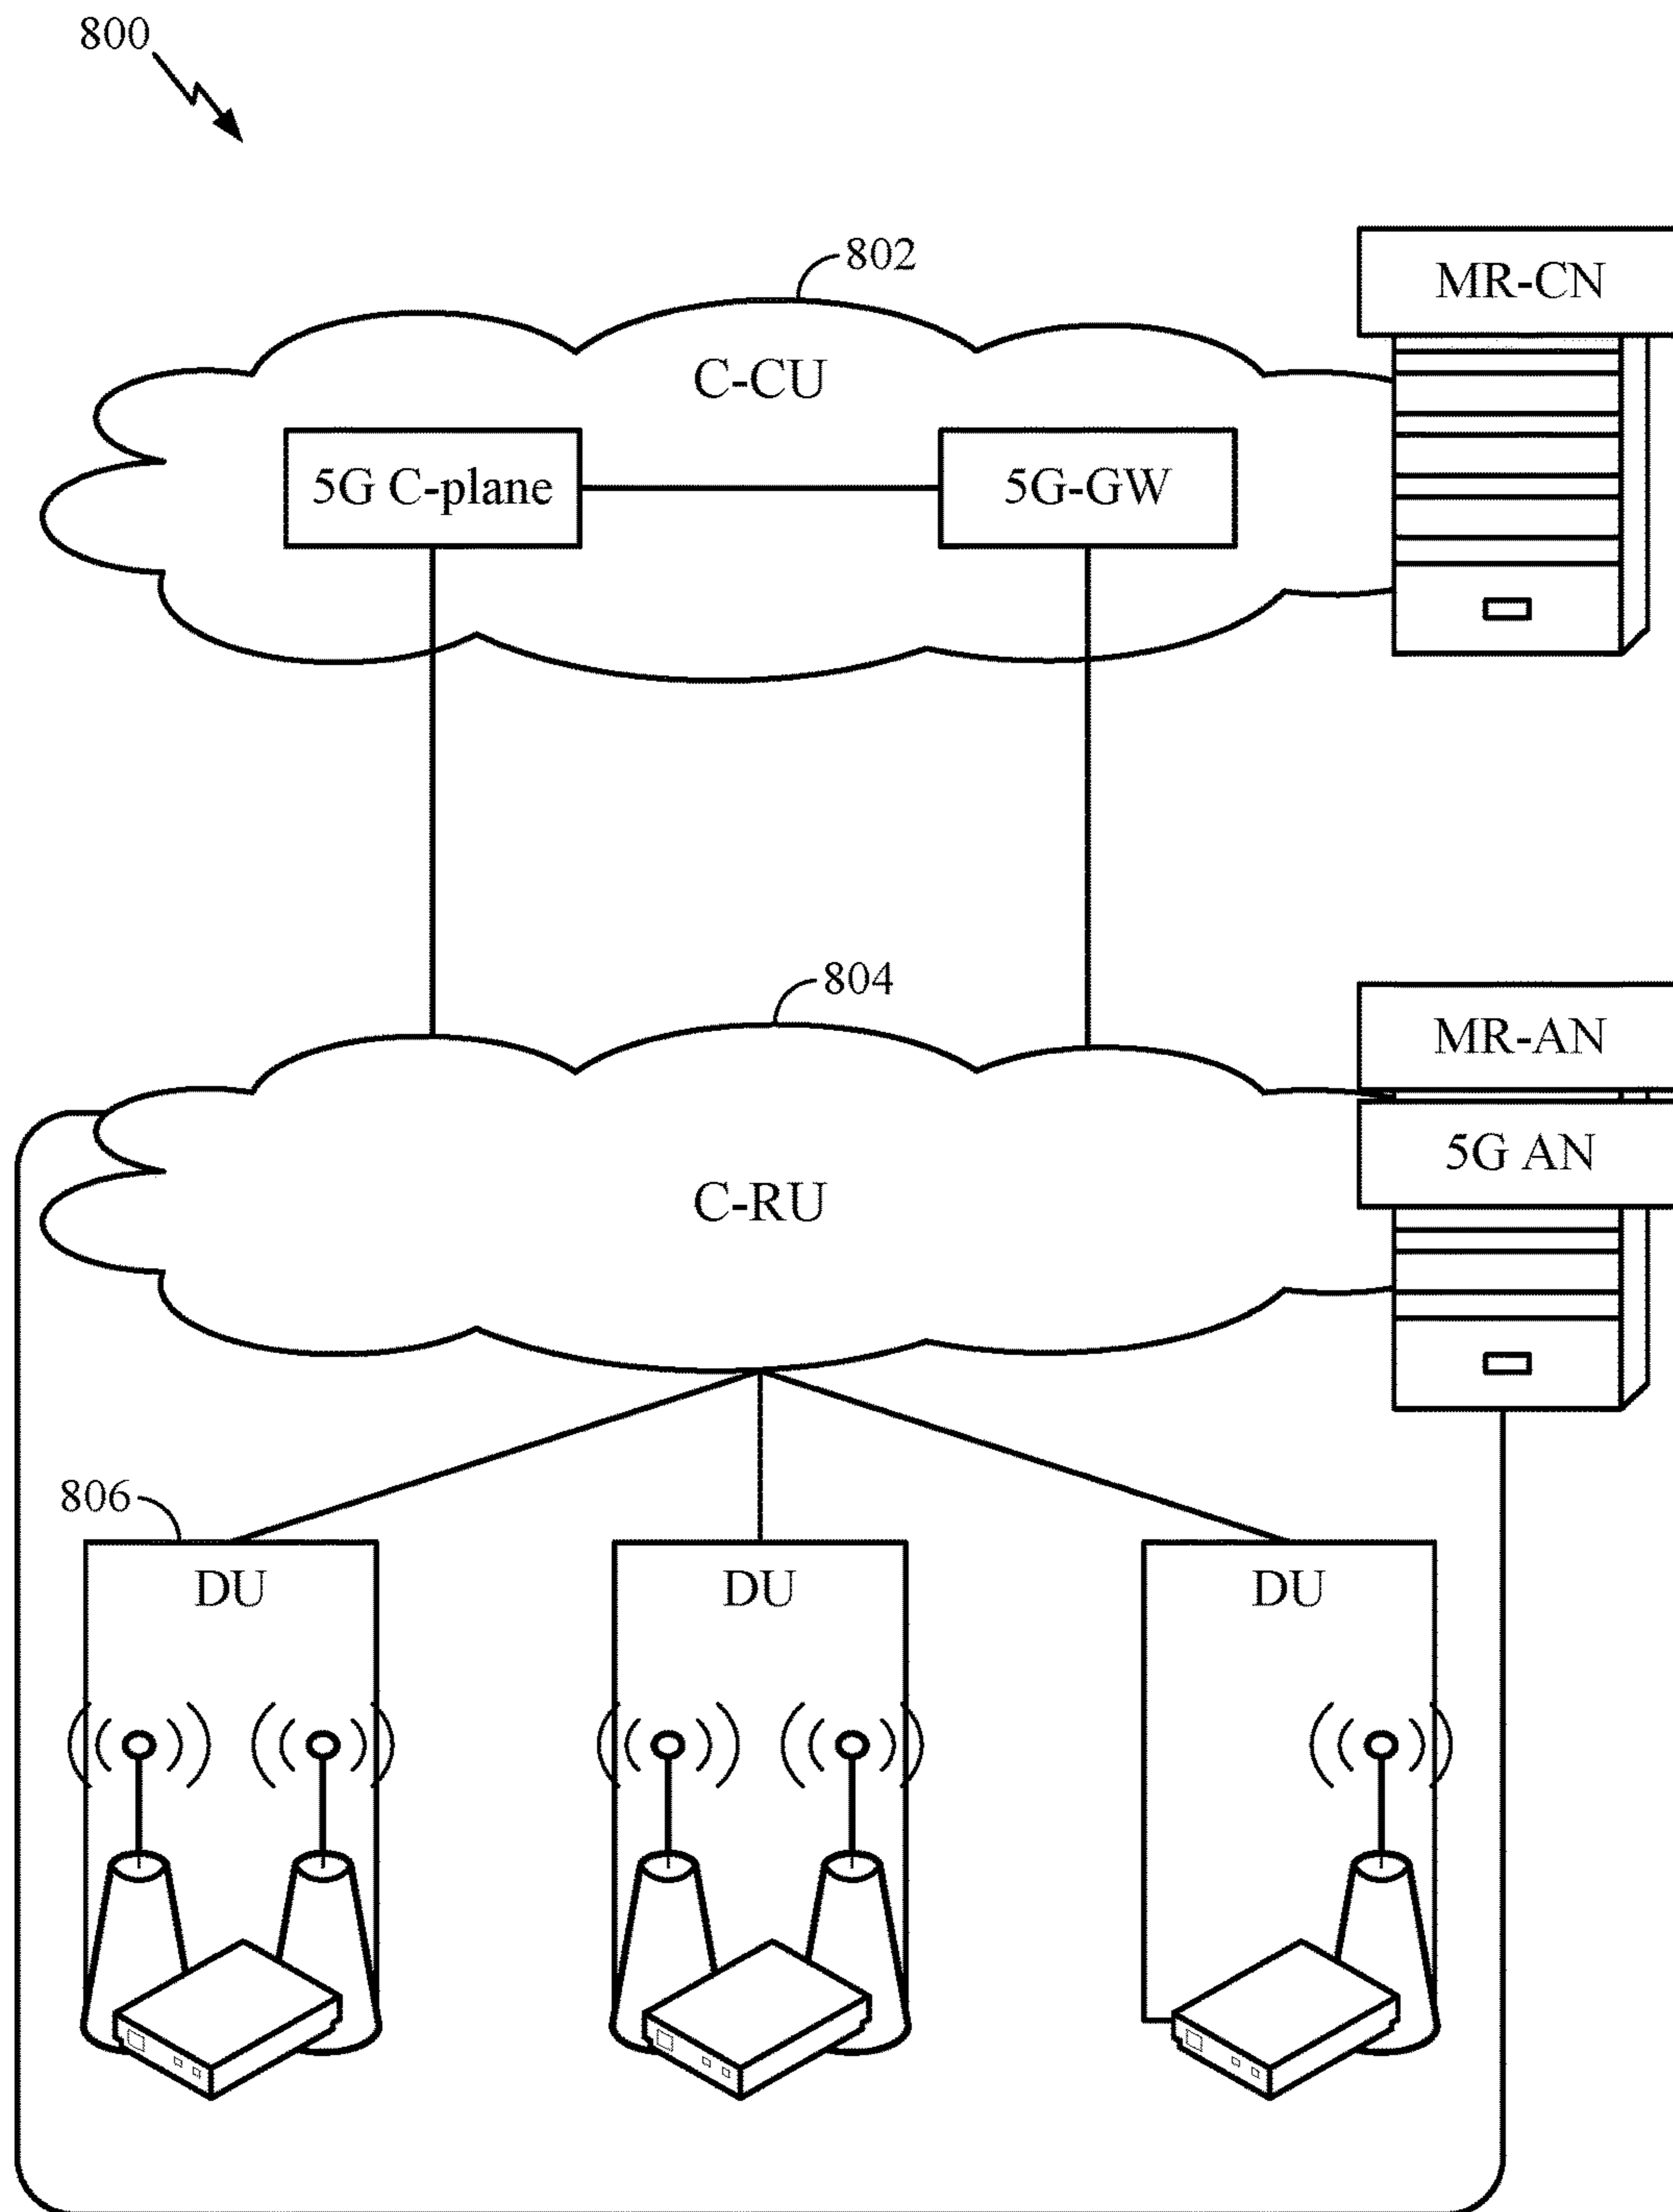 800
802
MR-CN
C-CU
5G C-plane
5G-GW
804
MR-AN
5G AN
C-RU
806
DU
DU
DU